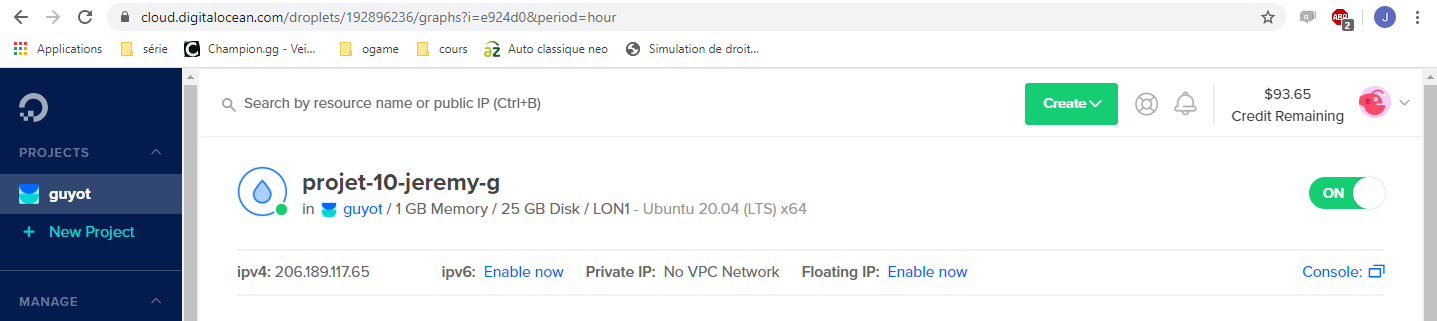 cloud.digitalocean.com/droplets/192896236/graphs?i=e924d0&period=hour
ABP 2 J
Applications série Champion.gg - Vei... ogame cours az Auto classique neo Simulation de droit...
Search by resource name or public IP (Ctrl+B) Create $93.65 Credit Remaining
PROJECTS
guyot
+ New Project
MANAGE
projet-10-jeremy-g
in guyot / 1 GB Memory / 25 GB Disk / LON1 - Ubuntu 20.04 (LTS) x64
ON
ipv4: 206.189.117.65 ipv6: Enable now Private IP: No VPC Network Floating IP: Enable now Console: